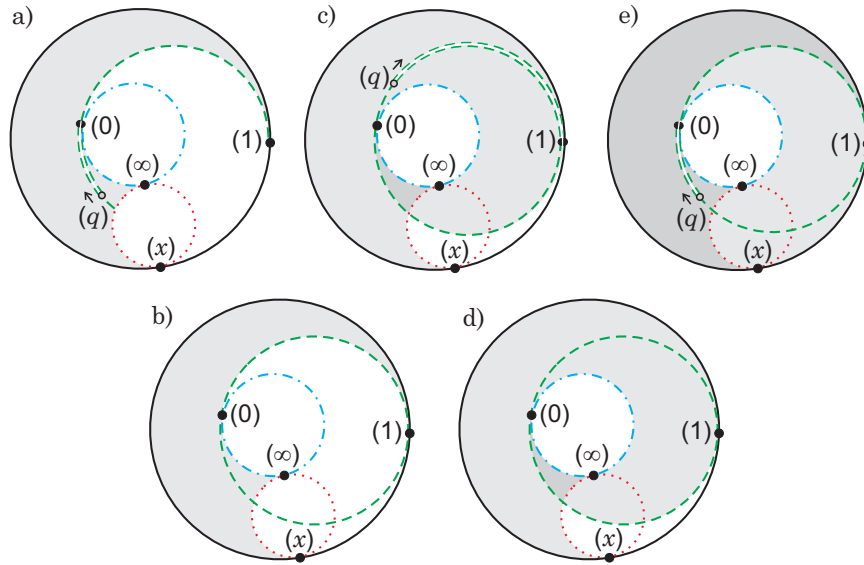 a)
(0)
(1)
(∞)
(q)
(x)
c)
(q)
(0)
(1)
(∞)
(x)
e)
(0)
(1)
(∞)
(q)
(x)
b)
(0)
(1)
(∞)
(x)
d)
(0)
(1)
(∞)
(x)